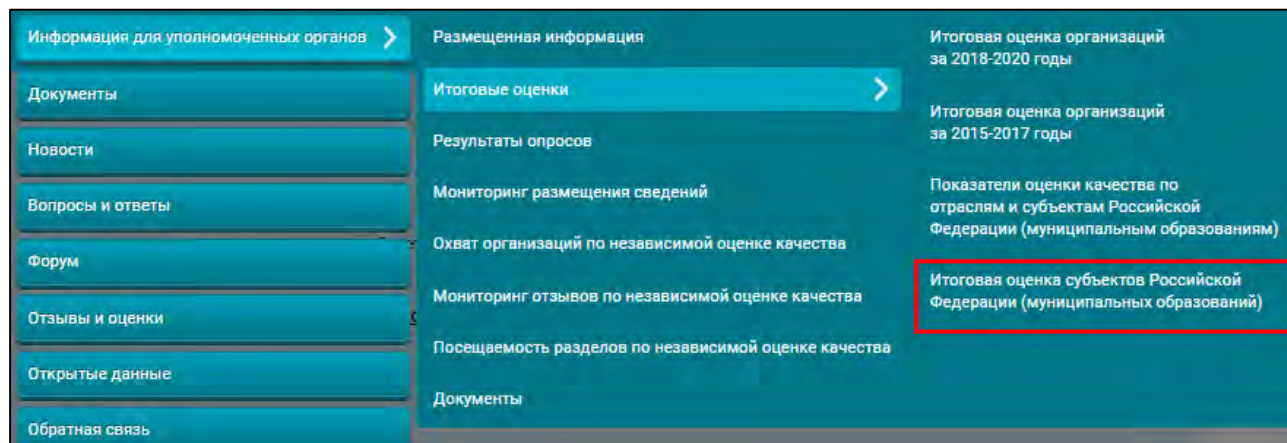 Информация для уполномоченных органов
Документы
Новости
Вопросы и ответы
Форум
Отзывы и оценки
Открытые данные
Обратная связь
Размещенная информация
Итоговые оценки
Результаты опросов
Мониторинг размещения сведений
Охват организаций по независимой оценке качества
Мониторинг отзывов по независимой оценке качества
Посещаемость разделов по независимой оценке качества
Документы
Итоговая оценка организаций
за 2018-2020 годы
Итоговая оценка организаций
за 2015-2017 годы
Показатели оценки качества по
отраслям и субъектам Российской
Федерации (муниципальным образованиям)
Итоговая оценка субъектов Российской
Федерации (муниципальных образований)